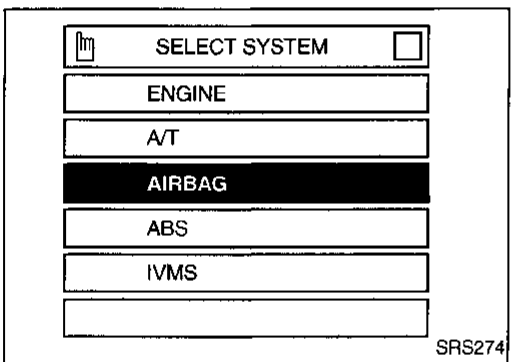 SELECT SYSTEM
ENGINE
A/T
AIRBAG
ABS
IVMS
SRS274